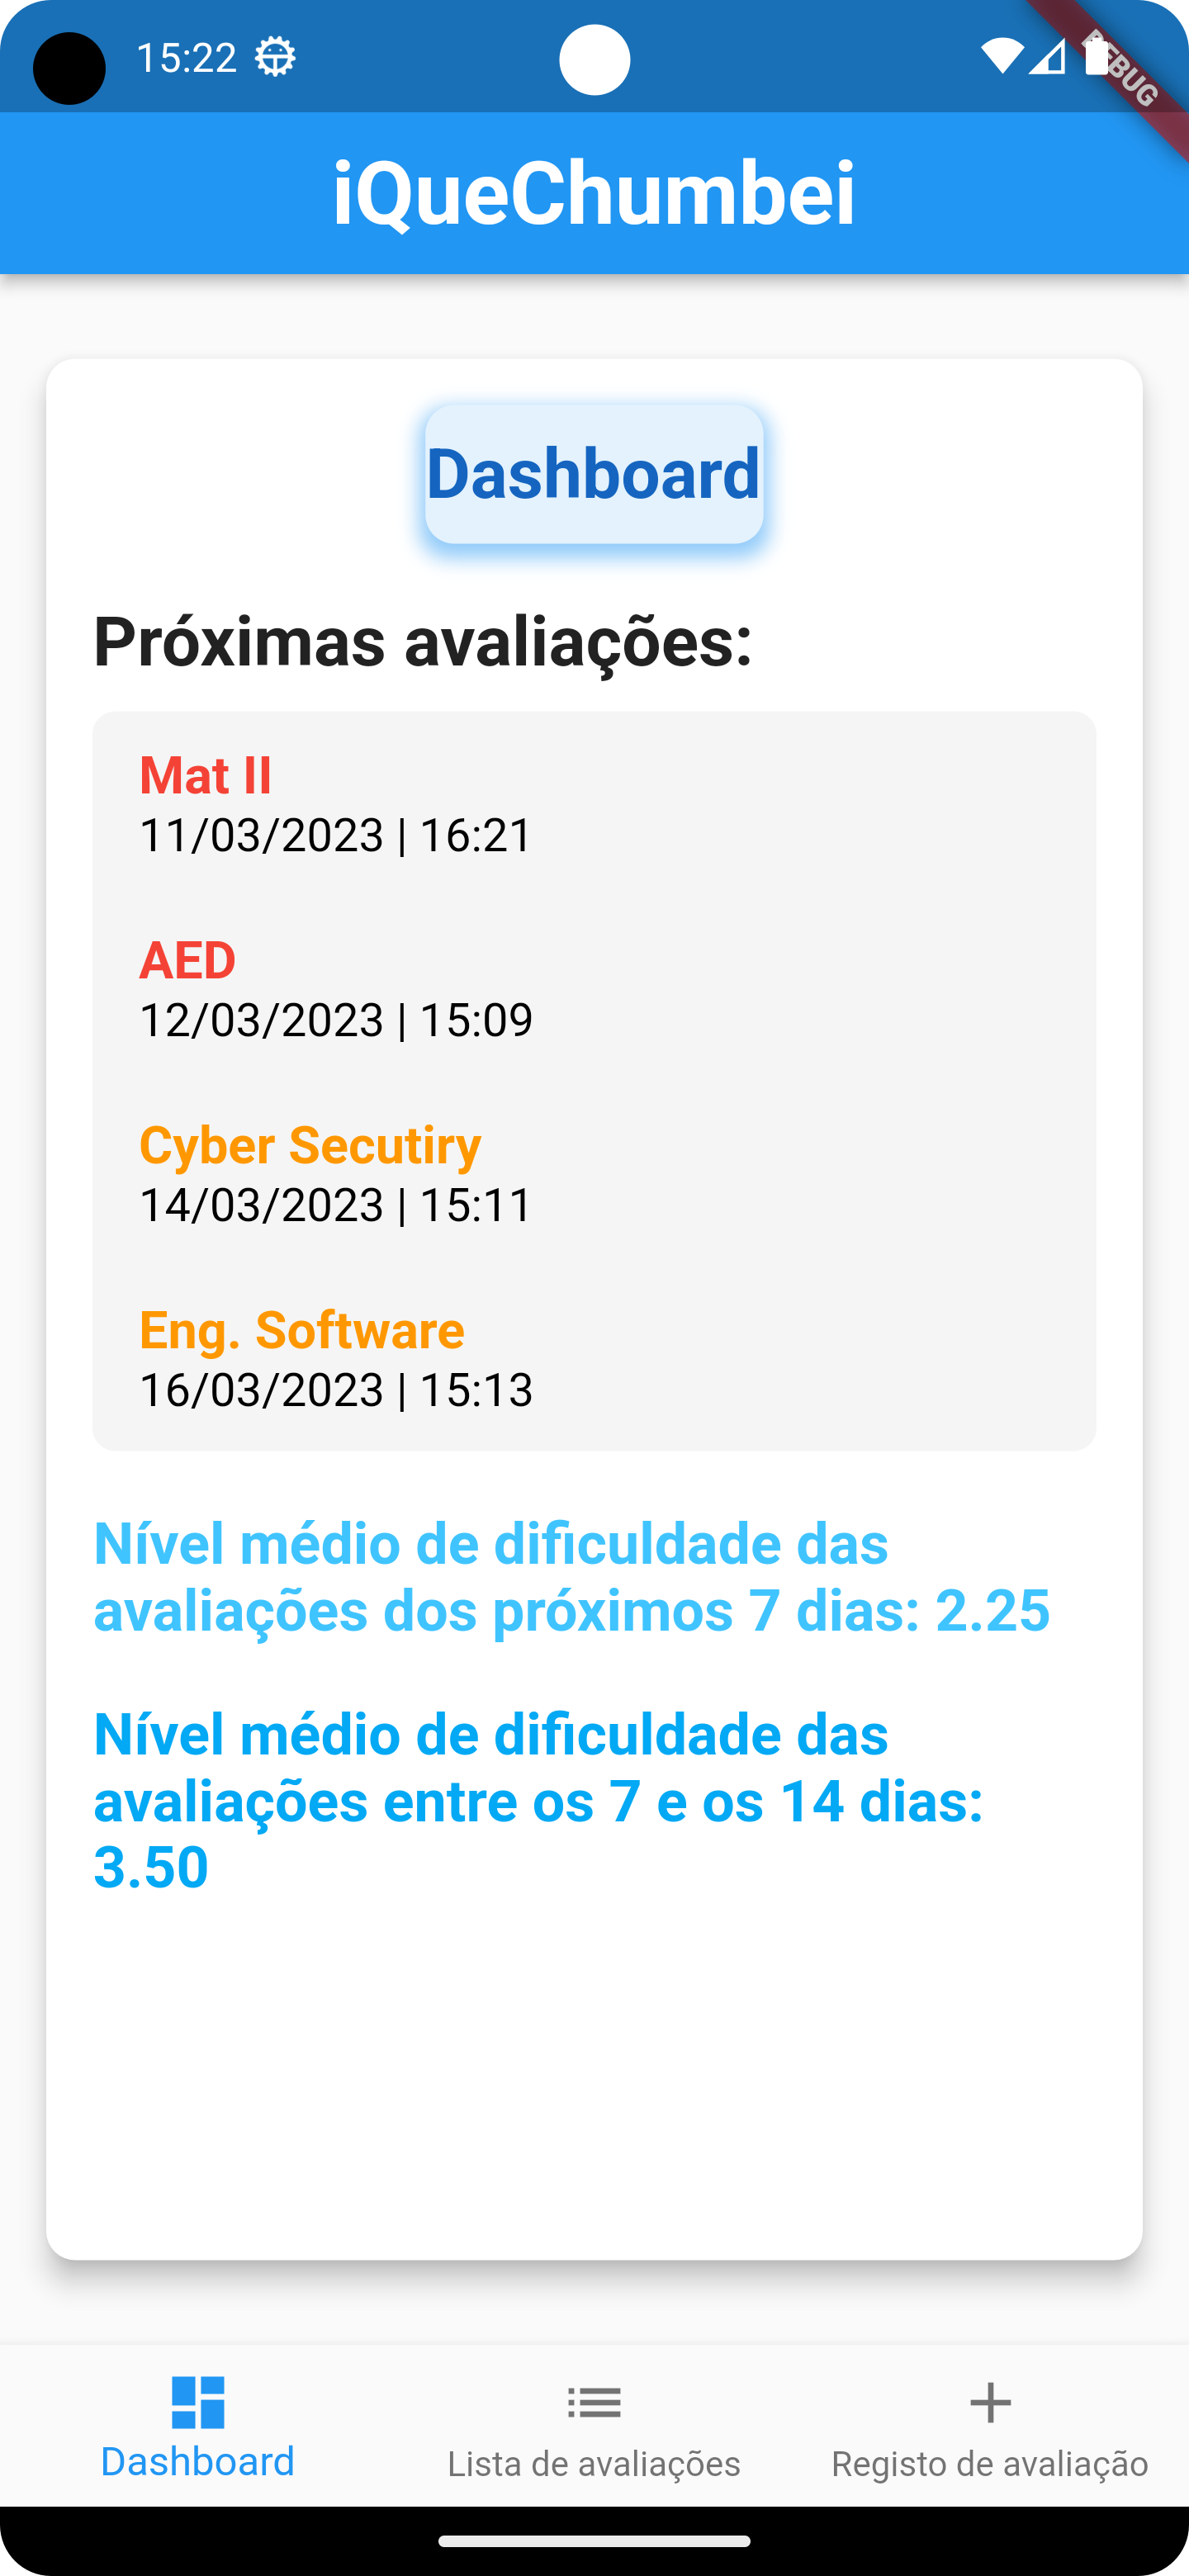 15:22
DEBUG
iQueChumbei
Dashboard
Próximas avaliações:
Mat II
11/03/2023 | 16:21
AED
12/03/2023 | 15:09
Cyber Secutiry
14/03/2023 | 15:11
Eng. Software
16/03/2023 | 15:13
Nível médio de dificuldade das
avaliações dos próximos 7 dias: 2.25
Nível médio de dificuldade das
avaliações entre os 7 e os 14 dias:
3.50
Dashboard
Lista de avaliações
Registo de avaliação